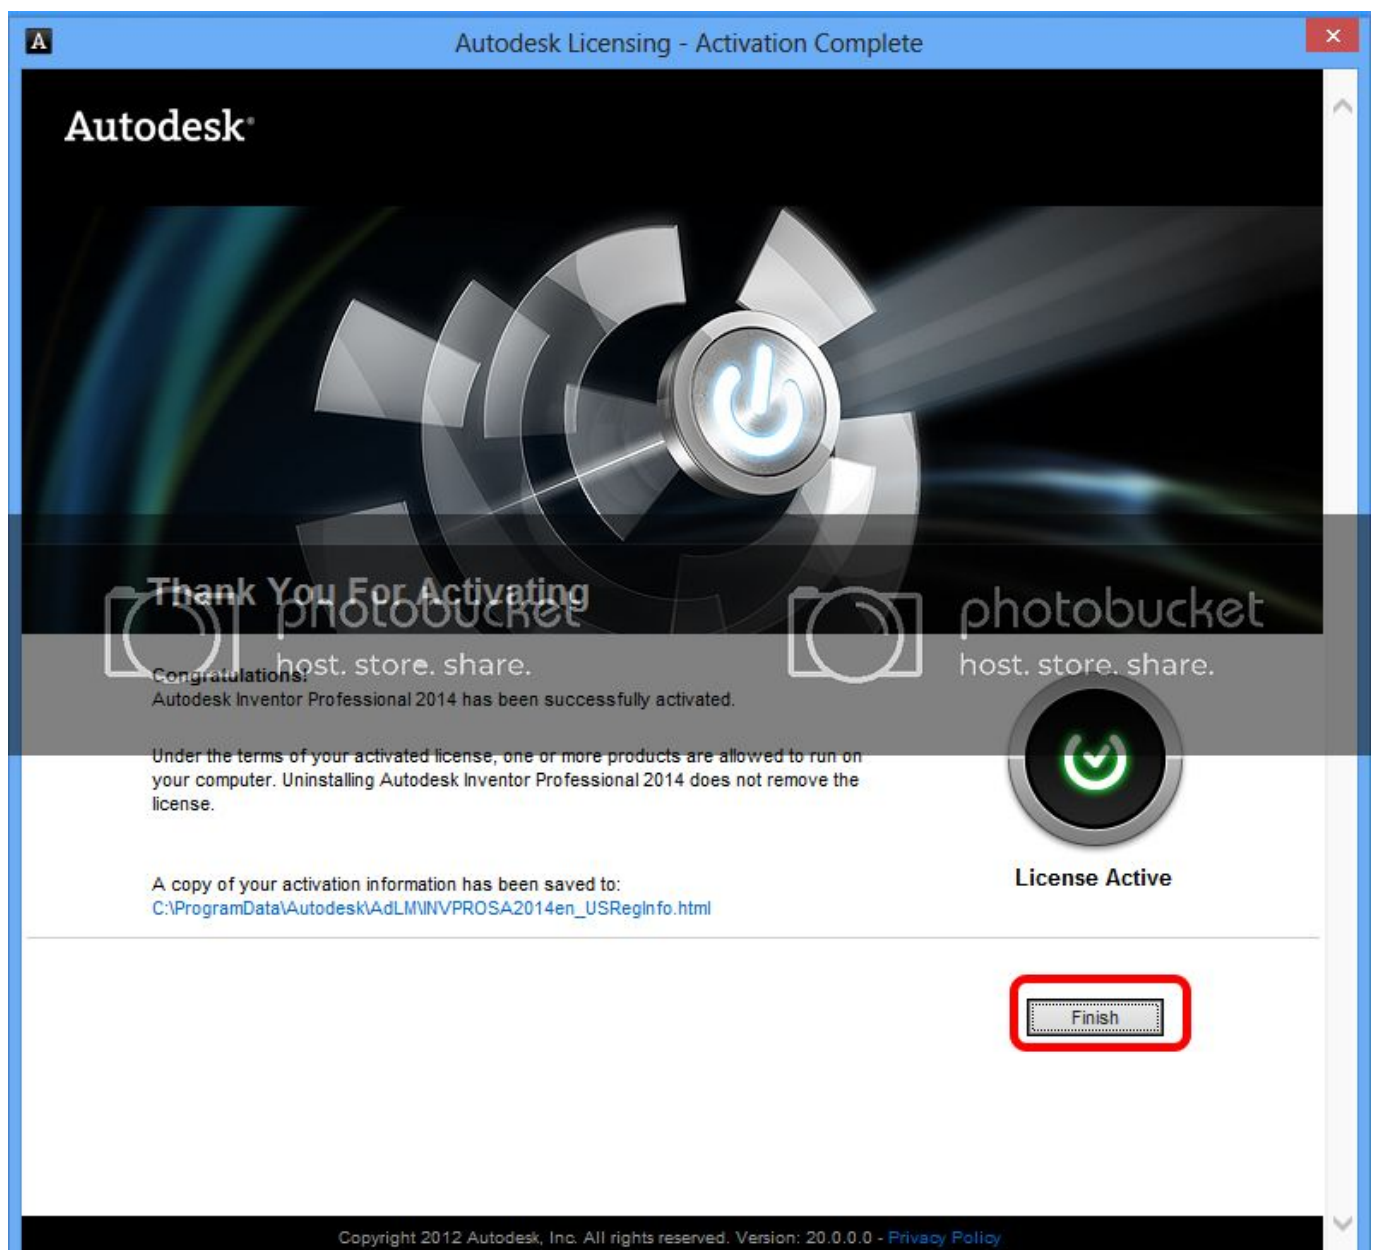 Autodesk Licensing - Activation Complete
Autodesk®
Thank You For Activating
photobucket
host. store. share.
photobucket
host. store. share.
Congratulations!
Autodesk Inventor Professional 2014 has been successfully activated.
Under the terms of your activated license, one or more products are allowed to run on
your computer. Uninstalling Autodesk Inventor Professional 2014 does not remove the
license.
License Active
A copy of your activation information has been saved to:
C:\ProgramData\Autodesk\AdLM\INVPROSA2014en_USRegInfo.html
Finish
Copyright 2012 Autodesk, Inc. All rights reserved. Version: 20.0.0.0 - Privacy Policy